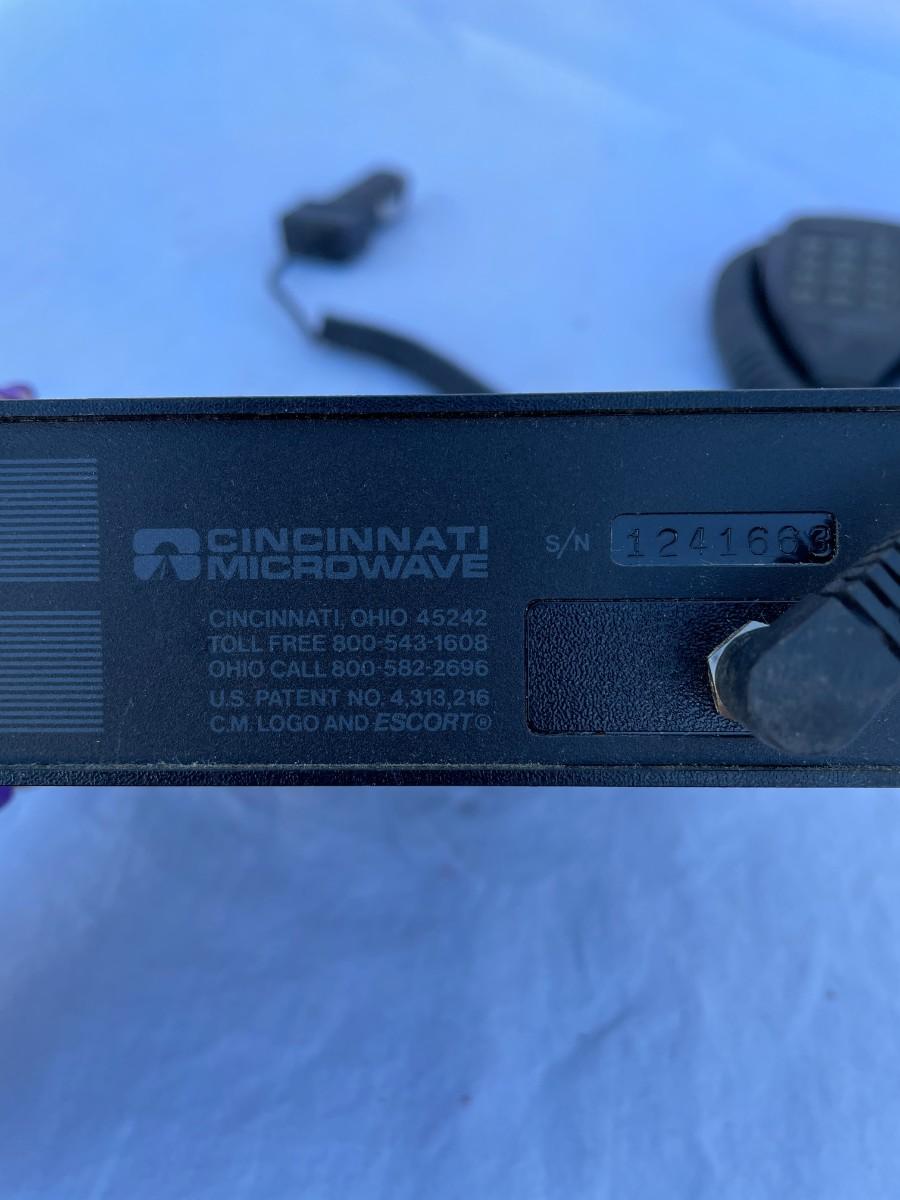 CINCINNATI
MICROWAVE
CINCINNATI, OHIO 45242
TOLL FREE 800-543-1608
OHIO CALL 800-582-2696
U.S. PATENT NO. 4,313,216
C.M. LOGO AND ESCORT®
S/N 1241663